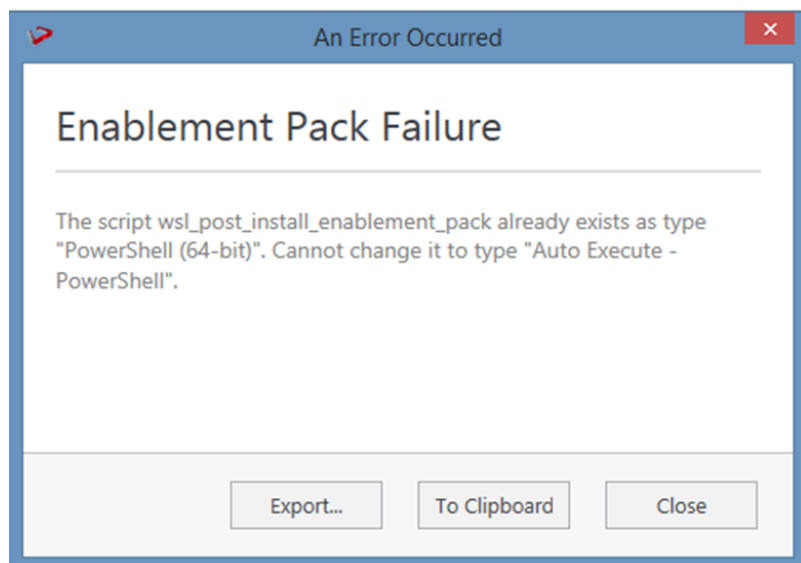 An Error Occurred
Enablement Pack Failure
The script wsl_post_install_enablement_pack already exists as type
"PowerShell (64-bit)". Cannot change it to type "Auto Execute -
PowerShell".
Export...
To Clipboard
Close